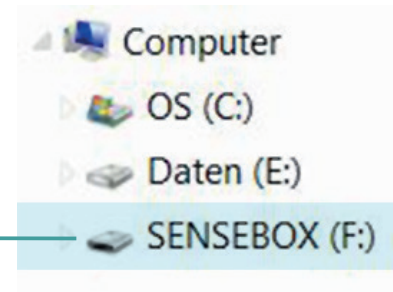 Computer
OS (C:)
Daten (E:)
SENSEBOX (F:)